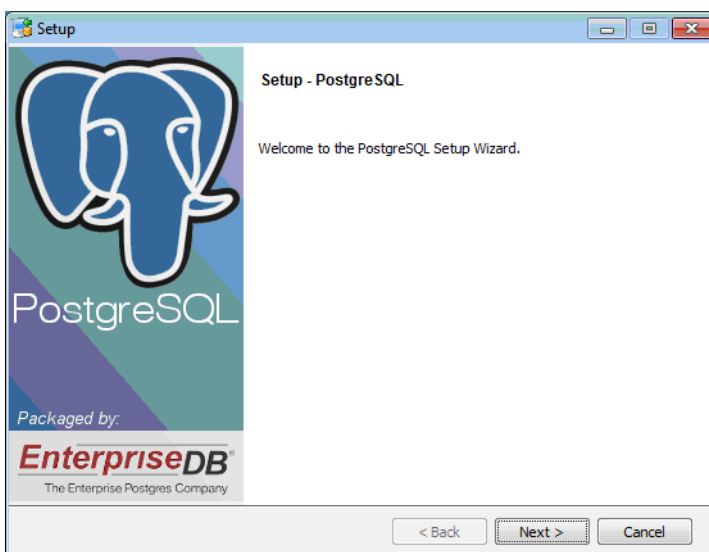 Setup
Setup - PostgreSQL
Welcome to the PostgreSQL Setup Wizard.
PostgreSQL
Packaged by:
EnterpriseDB®
The Enterprise Postgres Company
< Back
Next >
Cancel